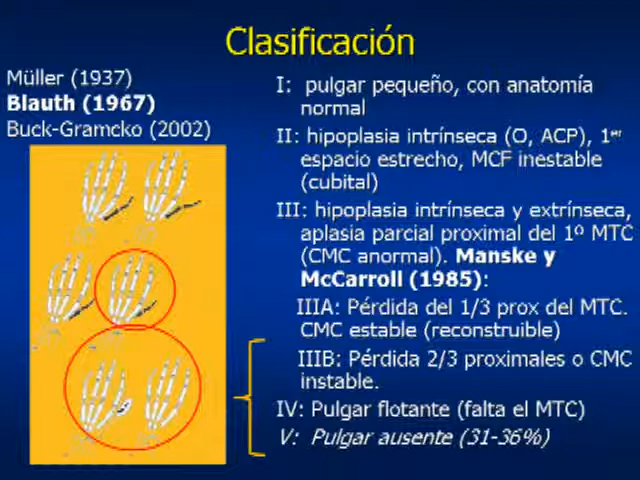 Clasificación
Müller (1937)
Blauth (1967)
Buck-Gramcko (2002)
I: pulgar pequeño, con anatomía
normal
II: hipoplasia intrínseca (O, ACP), 1er
espacio estrecho, MCF inestable
(cubital)
III: hipoplasia intrínseca y extrínseca,
aplasia parcial proximal del 1º MTC
(CMC anormal). Manske y
McCarroll (1985):
IIIA: Pérdida del 1/3 prox del MTC.
CMC estable (reconstruible)
IIIB: Pérdida 2/3 proximales o CMC
instable.
IV: Pulgar flotante (falta el MTC)
V: Pulgar ausente (31-36%)